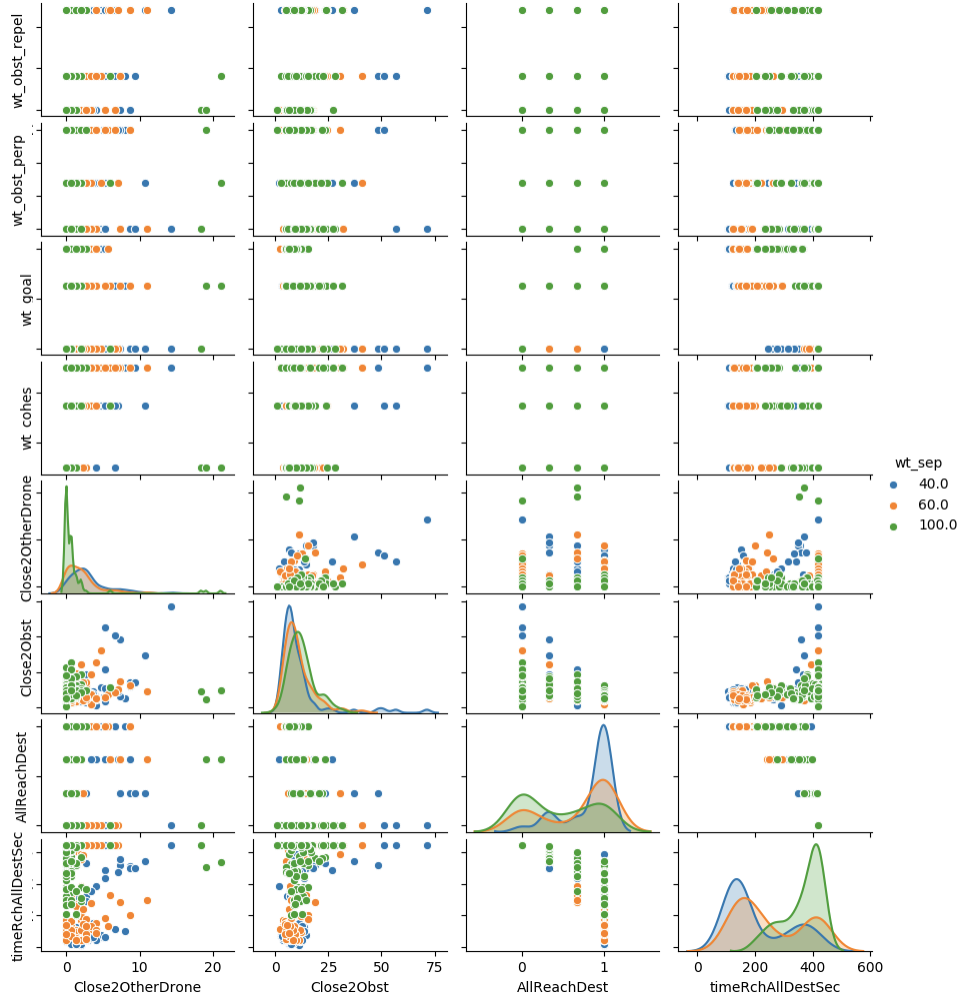 wt_obst_repel
wt_obst_perp
wt_goal
wt_cohes
Close2OtherDrone
Close2Obst
AllReachDest
timeRchAllDestSec
wt_sep
40.0
60.0
100.0
0 10 20
0 25 50 75
0 1
0 200 400 600
Close2OtherDrone
Close2Obst
AllReachDest
timeRchAllDestSec